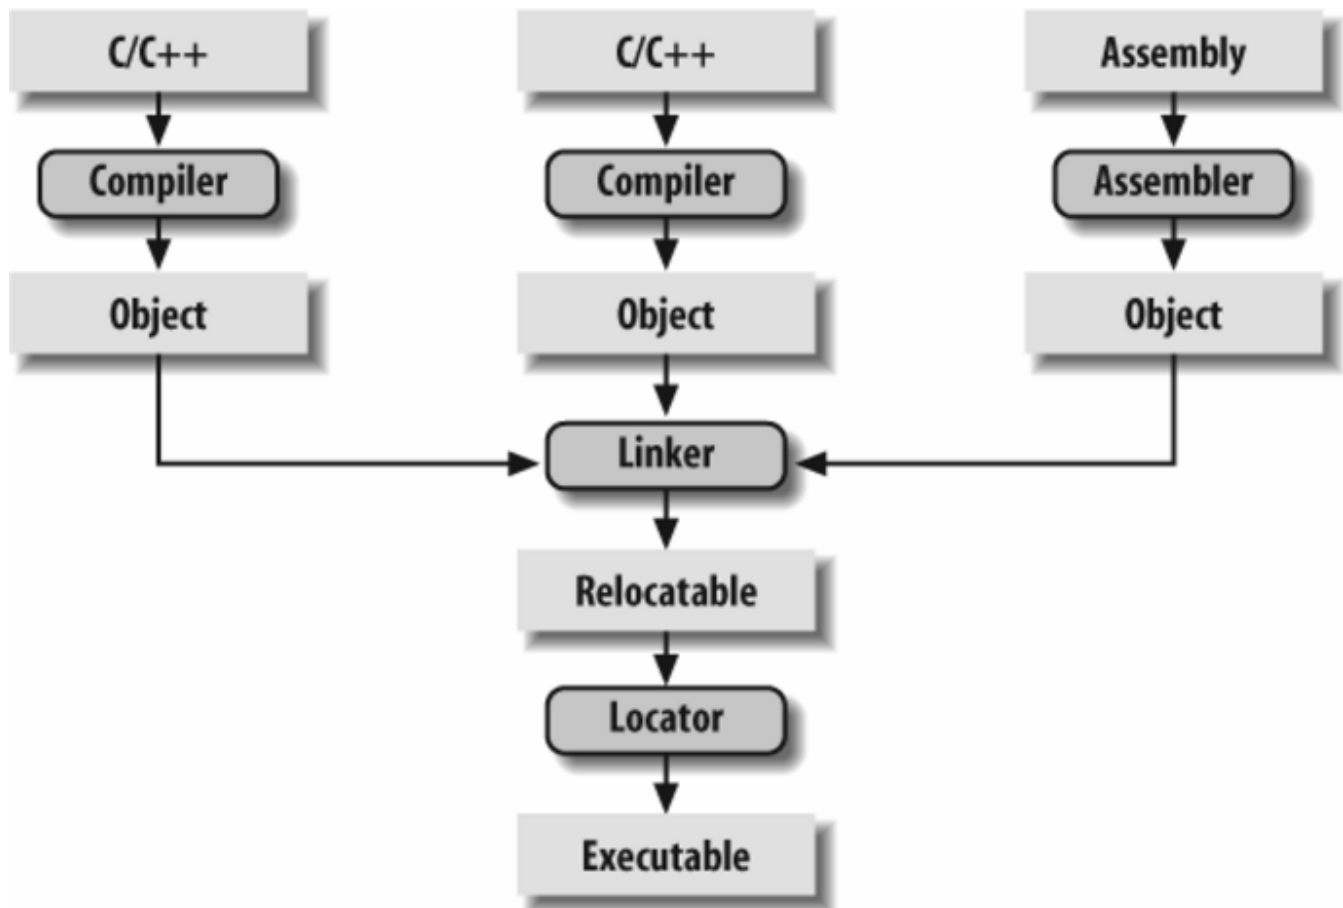 C/C++
C/C++
Assembly
Compiler
Compiler
Assembler
Object
Object
Object
Linker
Relocatable
Locator
Executable